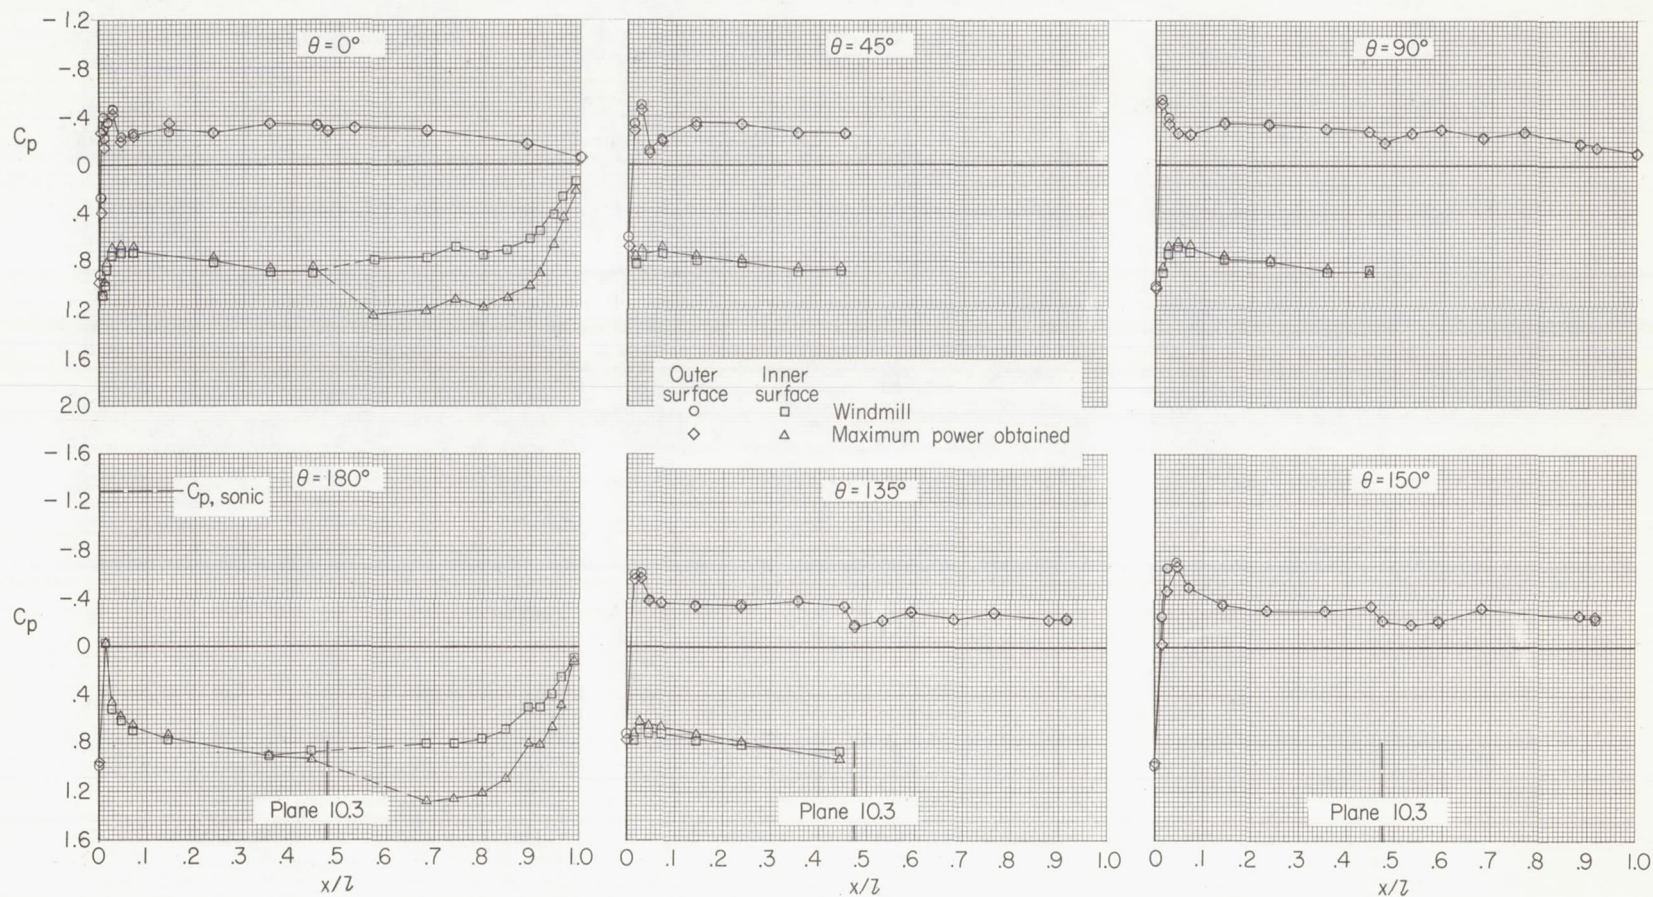 θ = 0°
θ = 45°
θ = 90°
- 1.2
-.8
-.4
0
.4
.8
1.2
1.6
2.0
Cp
Outer surface
Inner surface
Windmill
Maximum power obtained
θ = 180°
θ = 135°
θ = 150°
Cp, sonic
- 1.6
- 1.2
-.8
-.4
0
.4
.8
1.2
1.6
Cp
Plane 10.3
Plane 10.3
Plane 10.3
0 .1 .2 .3 .4 .5 .6 .7 .8 .9 1.0
0 .1 .2 .3 .4 .5 .6 .7 .8 .9 1.0
0 .1 .2 .3 .4 .5 .6 .7 .8 .9 1.0
x/l
x/l
x/l